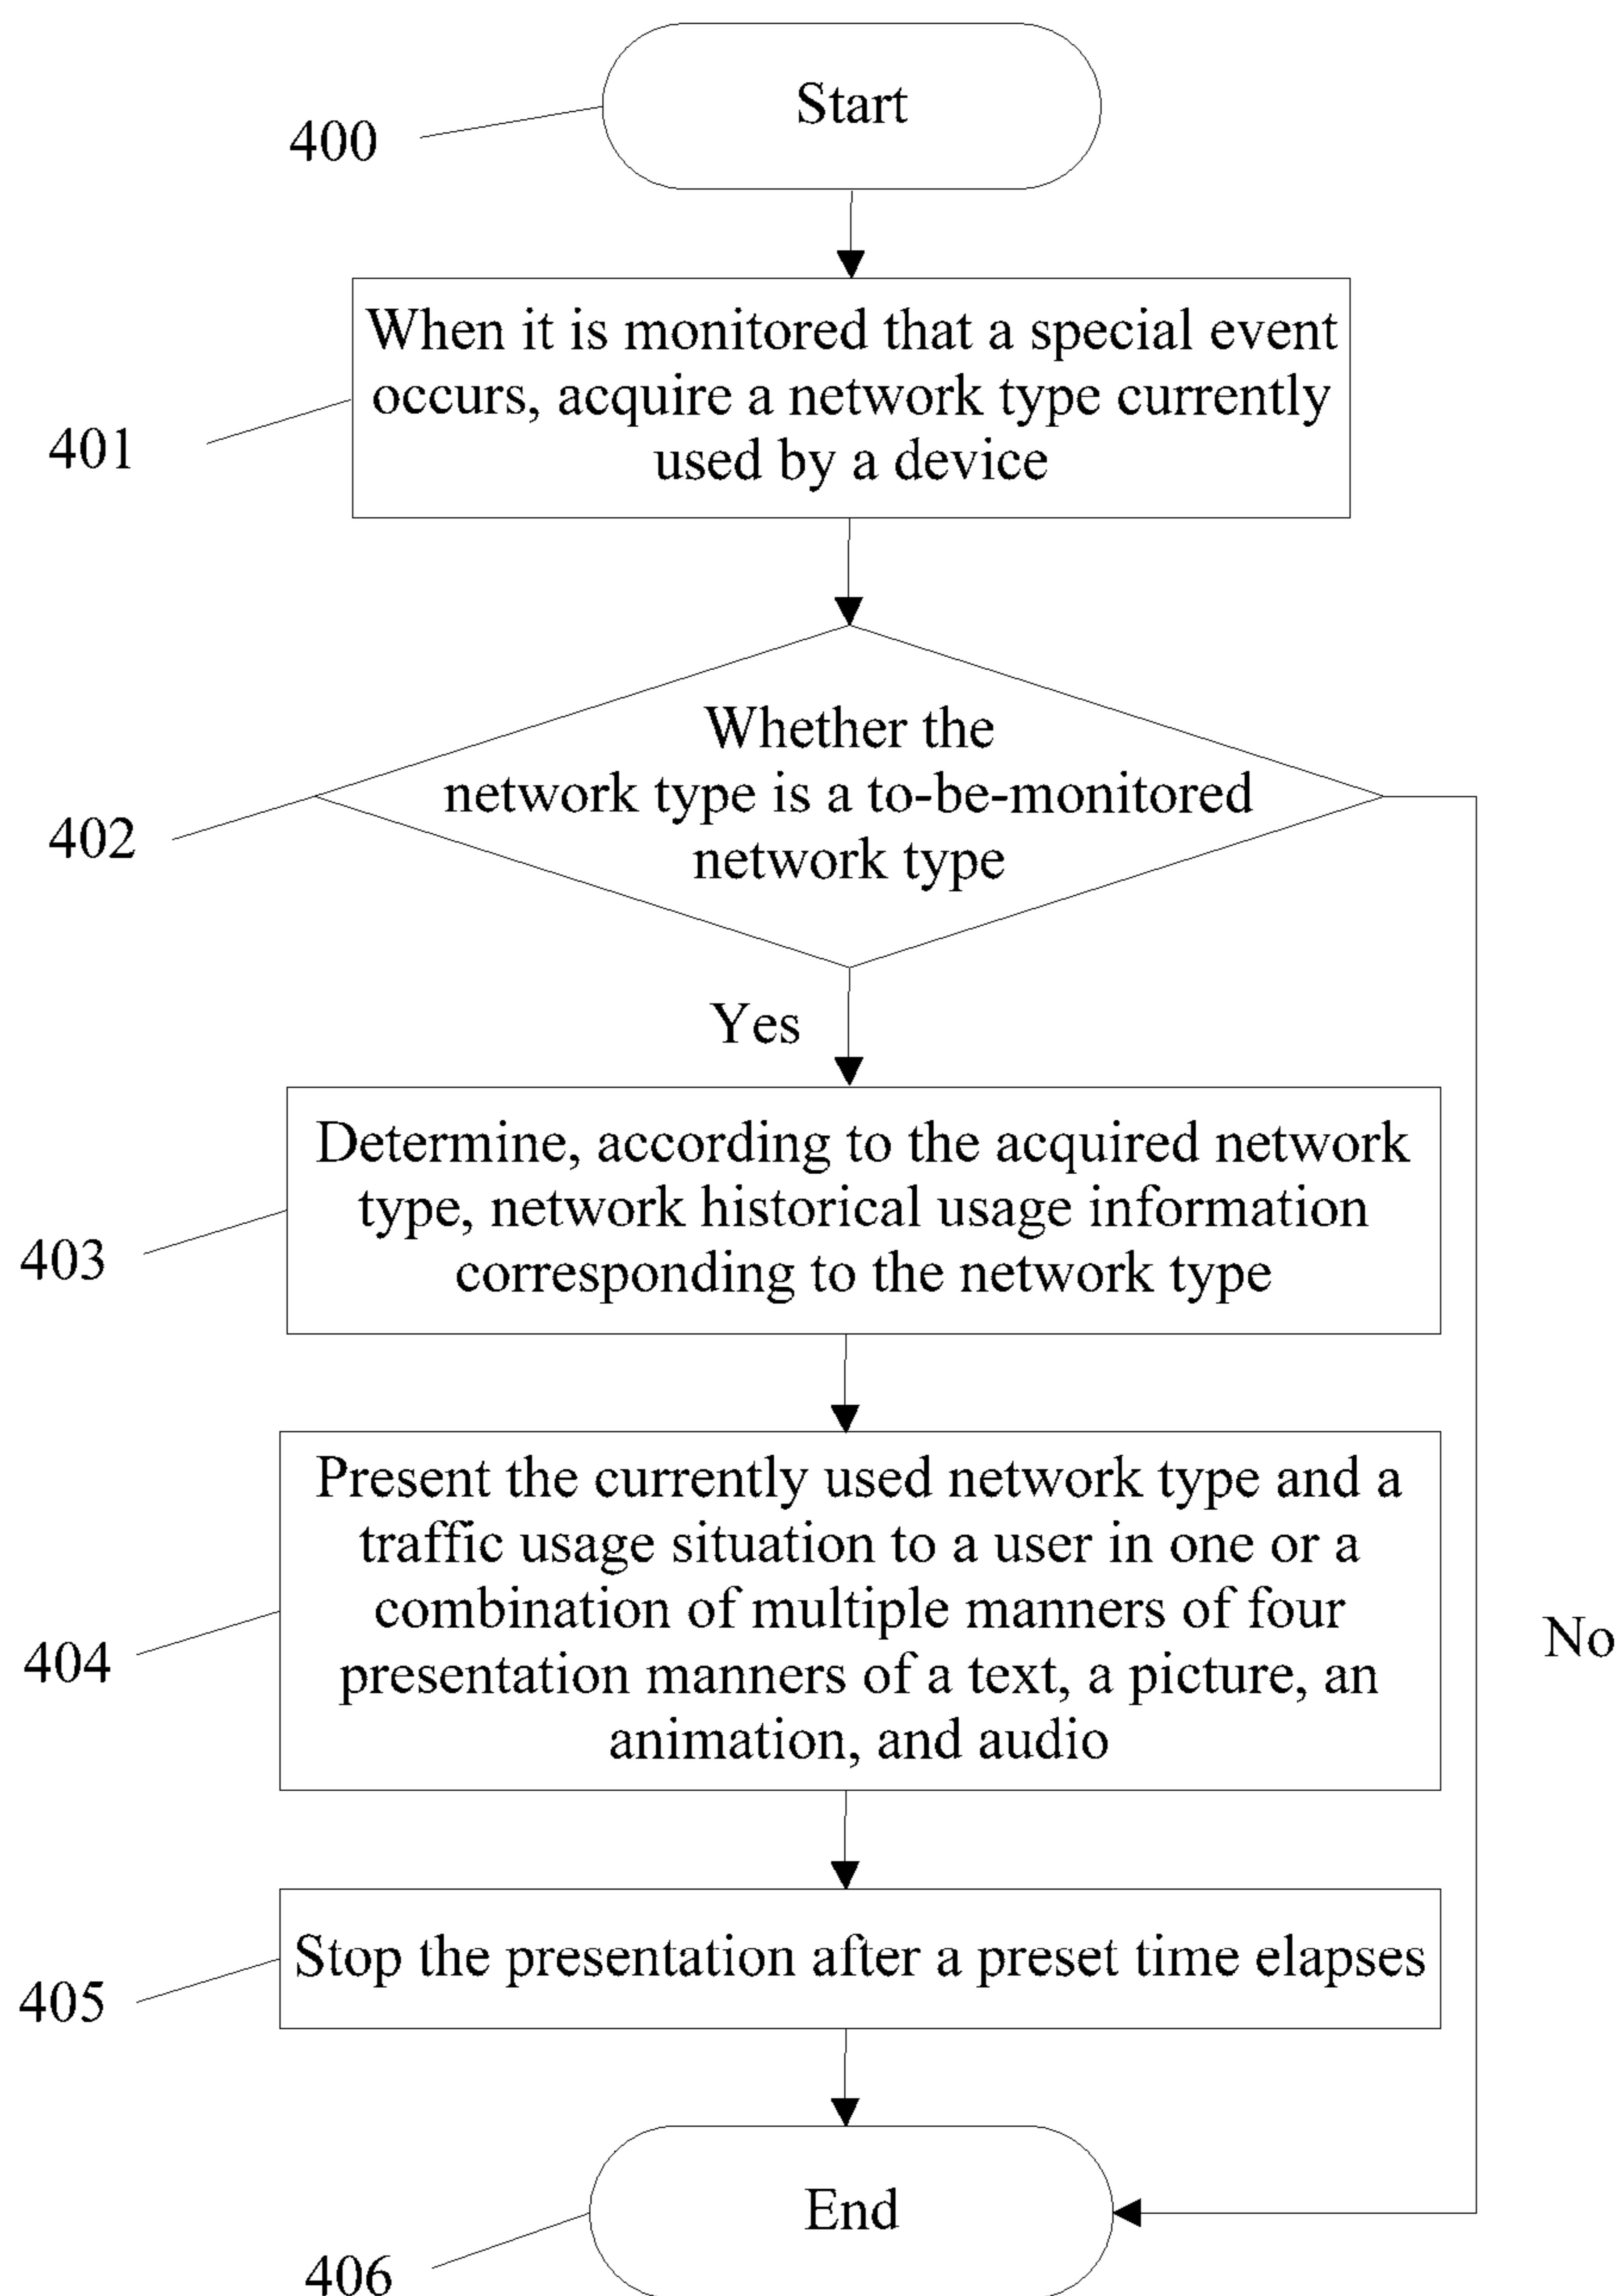 Start
400
When it is monitored that a special event
occurs, acquire a network type currently
used by a device
401
Whether the
network type is a to-be-monitored
network type
402
Yes
Determine, according to the acquired network
type, network historical usage information
corresponding to the network type
403
Present the currently used network type and a
traffic usage situation to a user in one or a
combination of multiple manners of four
presentation manners of a text, a picture, an
animation, and audio
404
No
Stop the presentation after a preset time elapses
405
End
406